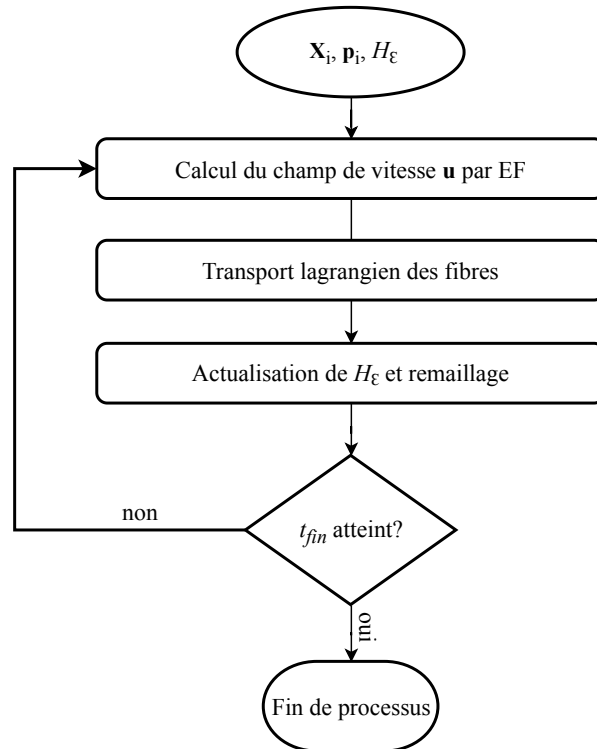 Xi, pi, Hε
Calcul du champ de vitesse u par EF
Transport lagrangien des fibres
Actualisation de Hε et remaillage
non
tfin atteint?
oui
Fin de processus